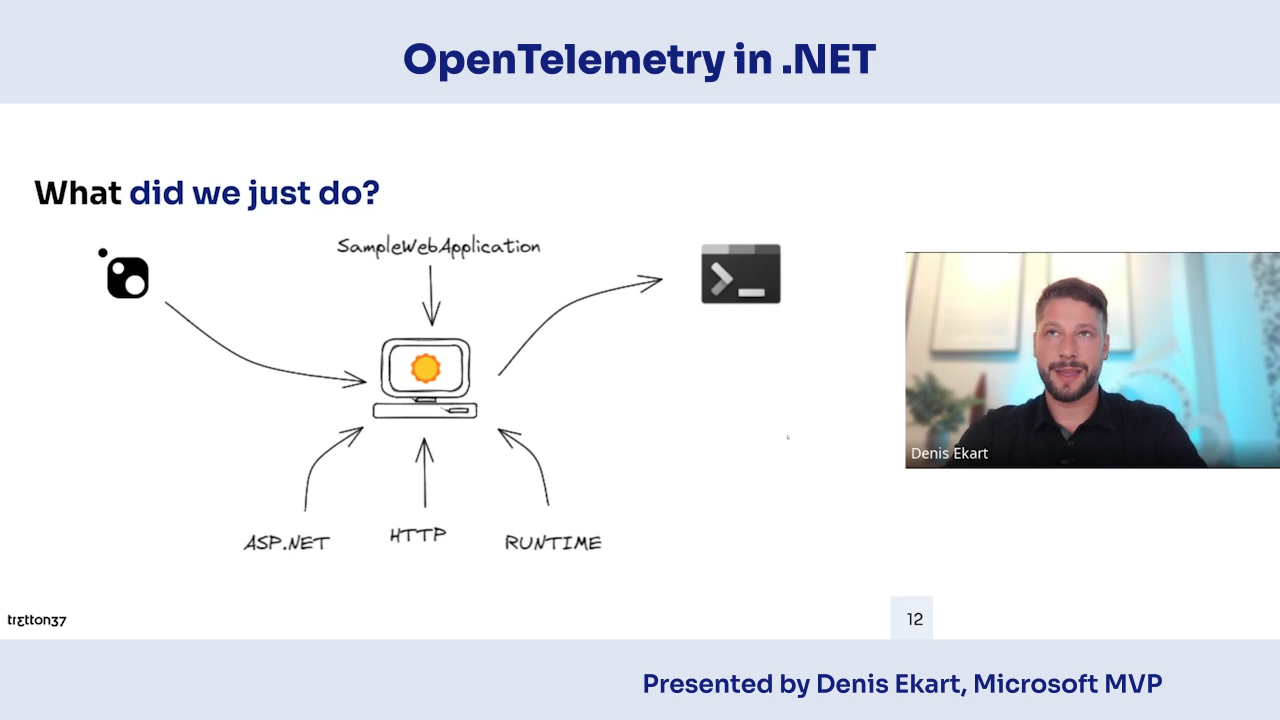 OpenTelemetry in .NET
What did we just do?
SampleWebApplication
Denis Ekart
ASP.NET
HTTP
RUNTIME
trɛtton37
12
Presented by Denis Ekart, Microsoft MVP